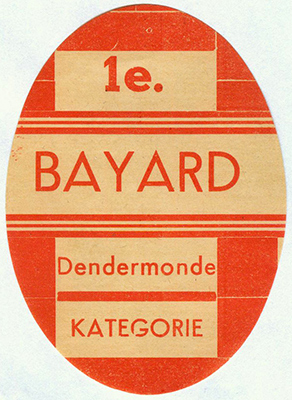 1e.
BAYARD
Dendermonde
KATEGORIE